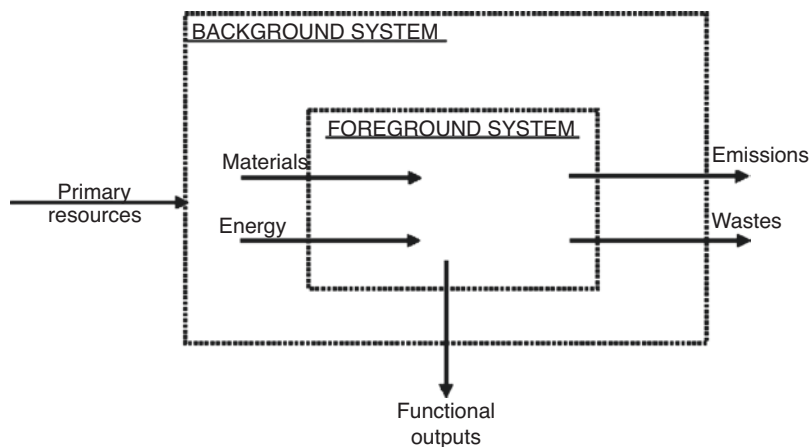 BACKGROUND SYSTEM
FOREGROUND SYSTEM
Materials
Energy
Primary
resources
Emissions
Wastes
Functional
outputs